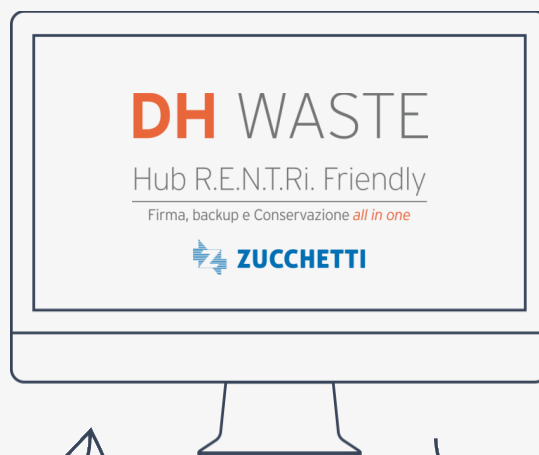 DH WASTE
Hub R.E.N.T.Ri. Friendly
Firma, backup e Conservazione all in one
ZUCCHETTI